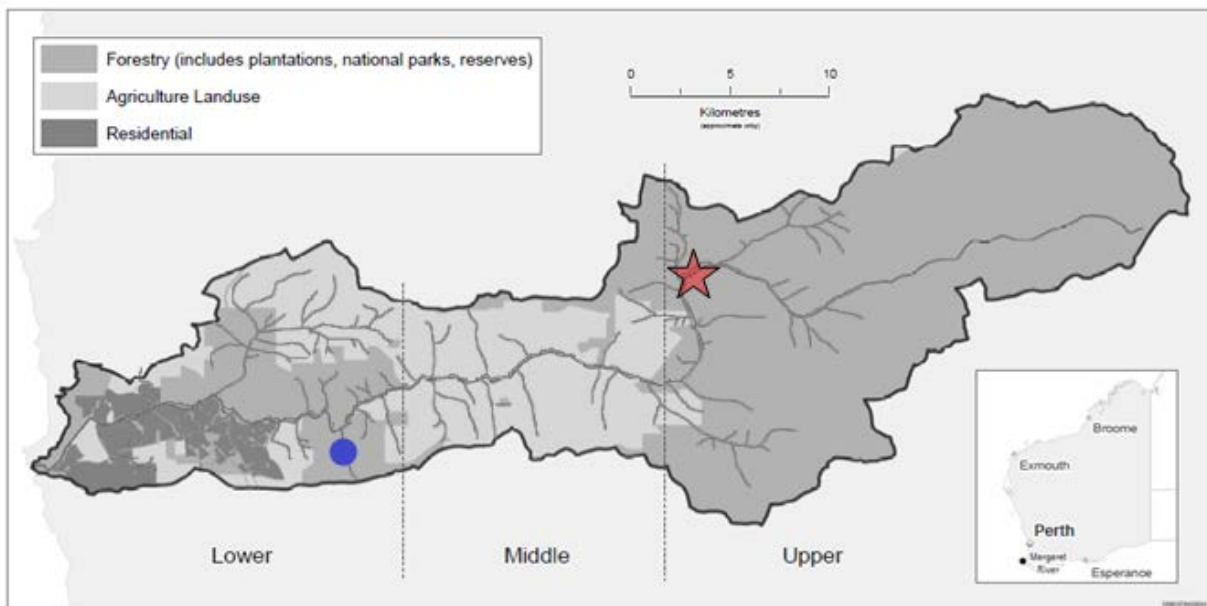 Forestry (includes plantations, national parks, reserves)
Agriculture Landuse
Residential
0 5 10
Kilometres
(approximate only)
Lower
Middle
Upper
Broome
Exmouth
Perth
Margaret
River
Esperance